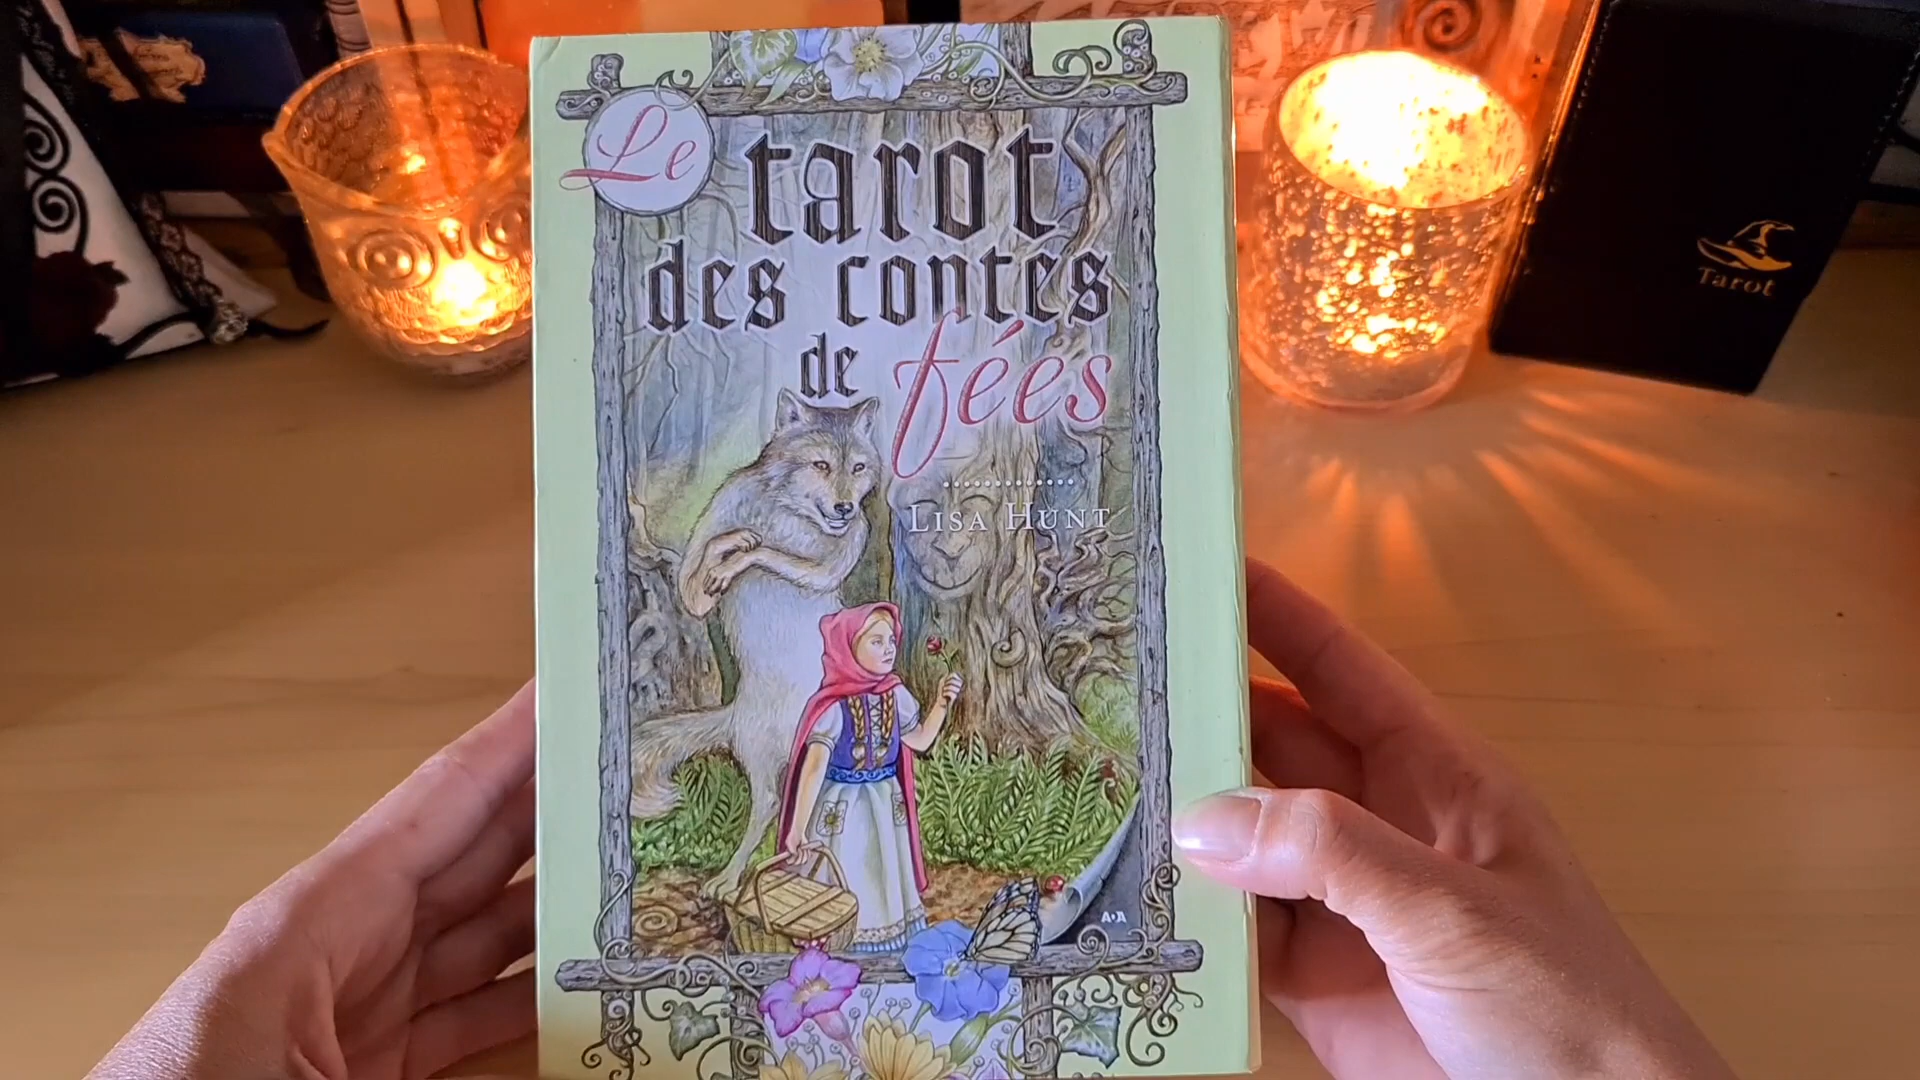 Le
tarot
des contes
de fées
LISA HUNT
A•A
Tarot